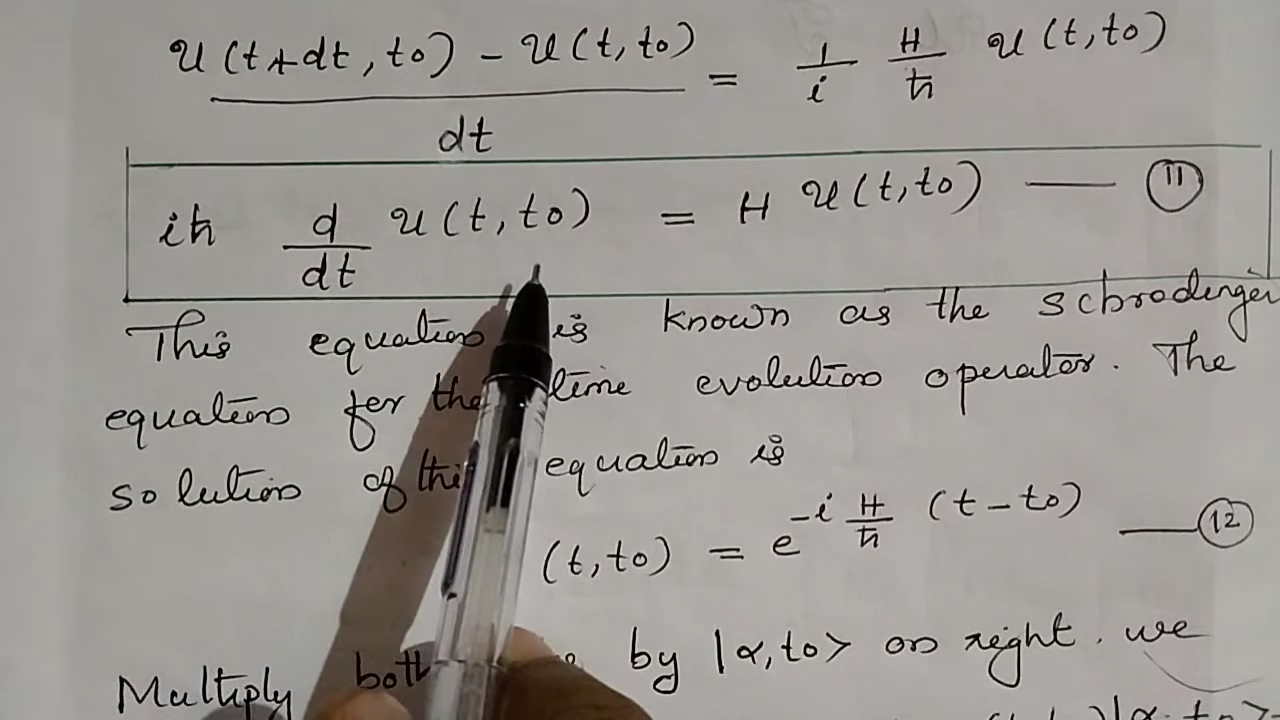 U(t+dt, t0) - U(t, t0) / dt = 1/i H/ħ U(t, t0)
iħ d/dt U(t, t0) = H U(t, t0) — (11)
This equation is known as the Schrodinger
equation for the time evolution operator. The
solution of this equation is
(t, t0) = e^{-i H/ħ (t-t0)} — (12)
Multiply by |α, t0> on right. we
|α, t0>